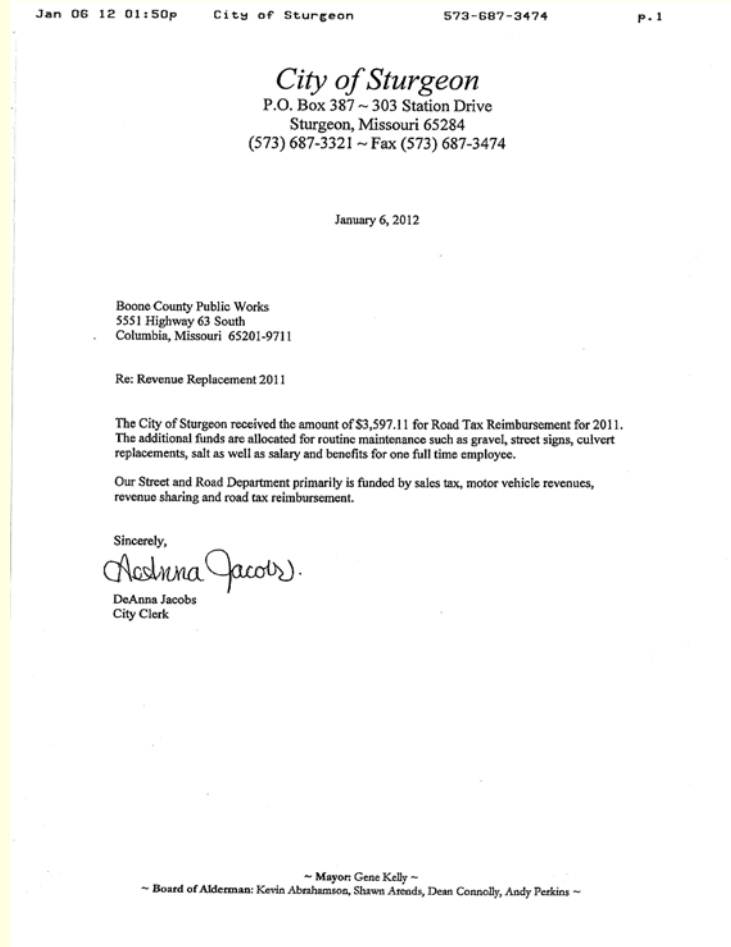 Jan 06 12 01:50p City of Sturgeon 573-687-3474 p.1
City of Sturgeon
P.O. Box 387 ~ 303 Station Drive
Sturgeon, Missouri 65284
(573) 687-3321 ~ Fax (573) 687-3474
January 6, 2012
Boone County Public Works
5551 Highway 63 South
Columbia, Missouri 65201-9711
Re: Revenue Replacement 2011
The City of Sturgeon received the amount of $3,597.11 for Road Tax Reimbursement for 2011.
The additional funds are allocated for routine maintenance such as gravel, street signs, culvert
replacements, salt as well as salary and benefits for one full time employee.
Our Street and Road Department primarily is funded by sales tax, motor vehicle revenues,
revenue sharing and road tax reimbursement.
Sincerely,
DeAnna Jacobs.
DeAnna Jacobs
City Clerk
~ Mayor: Gene Kelly ~
~ Board of Alderman: Kevin Abrahamson, Shawn Arends, Dean Connolly, Andy Perkins ~